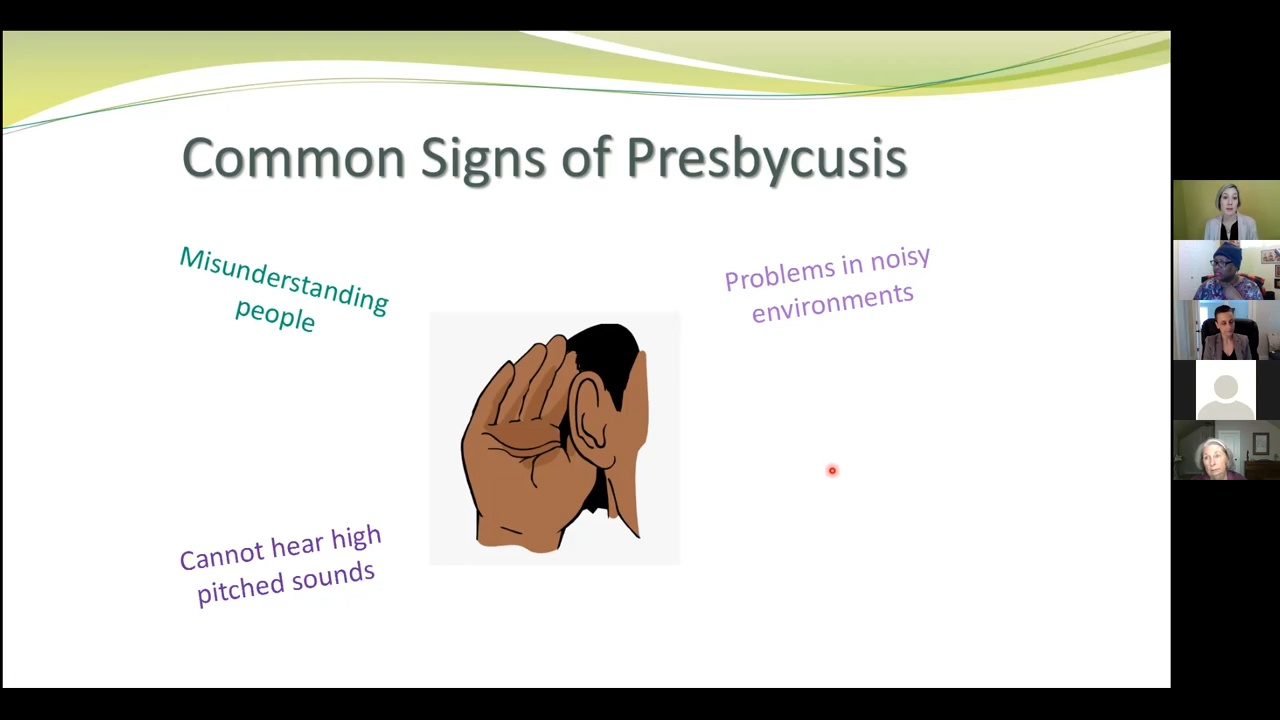 Common Signs of Presbycusis
Misunderstanding
people
Problems in noisy
environments
Cannot hear high
pitched sounds